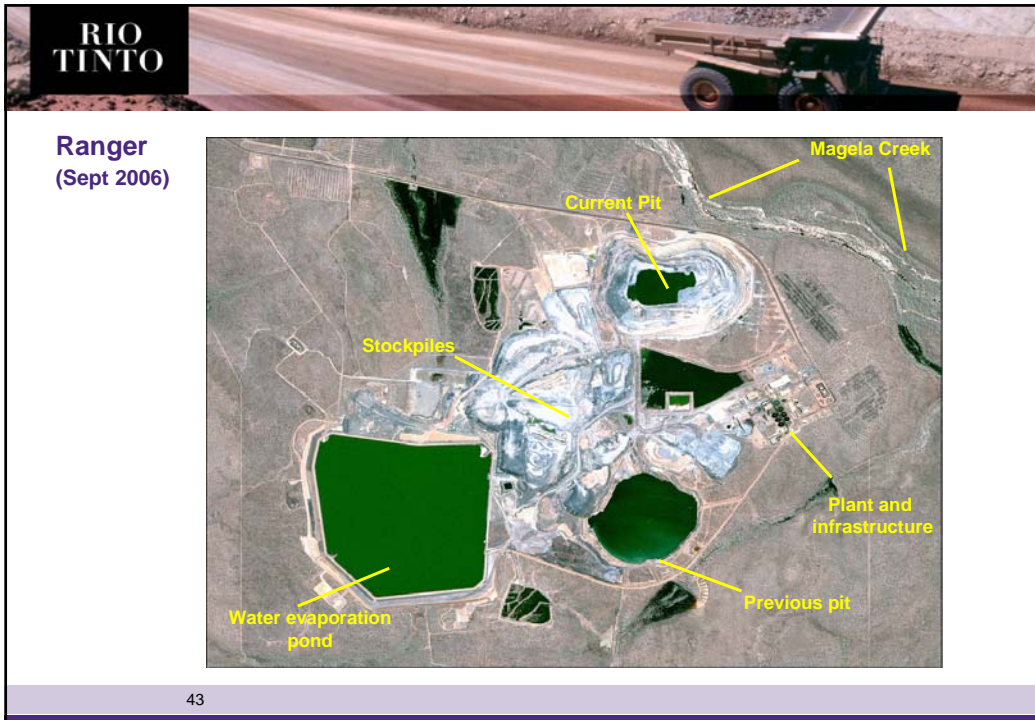 RIO
TINTO
Ranger
(Sept 2006)
Magela Creek
Current Pit
Stockpiles
Plant and
infrastructure
Previous pit
Water evaporation
pond
43